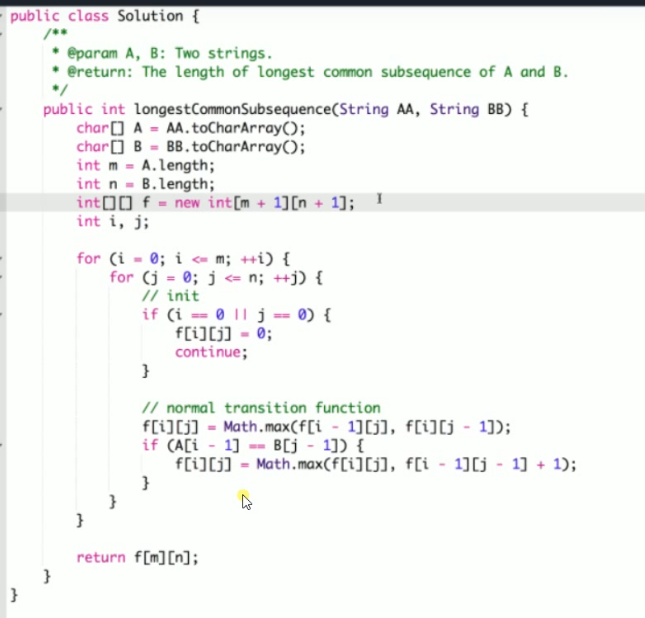 public class Solution {
/**
* @param A, B: Two strings.
* @return: The length of longest common subsequence of A and B.
*/
public int longestCommonSubsequence(String AA, String BB) {
char[] A = AA.toCharArray();
char[] B = BB.toCharArray();
int m = A.length;
int n = B.length;
int[][] f = new int[m + 1][n + 1];
int i, j;
for (i = 0; i <= m; ++i) {
for (j = 0; j <= n; ++j) {
// init
if (i == 0 || j == 0) {
f[i][j] = 0;
continue;
}
// normal transition function
f[i][j] = Math.max(f[i - 1][j], f[i][j - 1]);
if (A[i - 1] == B[j - 1]) {
f[i][j] = Math.max(f[i][j], f[i - 1][j - 1] + 1);
}
}
}
return f[m][n];
}
}